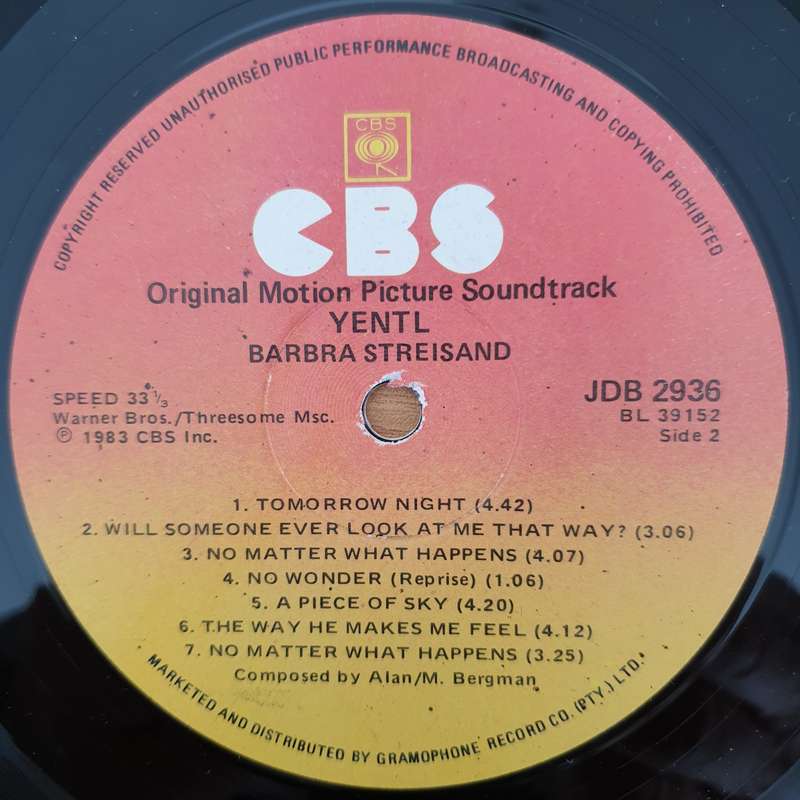 COPYRIGHT RESERVED UNAUTHORISED PUBLIC PERFORMANCE BROADCASTING AND COPYING PROHIBITED
CBS
CBS
Original Motion Picture Soundtrack
YENTL
BARBRA STREISAND
SPEED 33 1/3
Warner Bros./Threesome Msc.
℗ 1983 CBS Inc.
JDB 2936
BL 39152
Side 2
1. TOMORROW NIGHT (4.42)
2. WILL SOMEONE EVER LOOK AT ME THAT WAY? (3.06)
3. NO MATTER WHAT HAPPENS (4.07)
4. NO WONDER (Reprise) (1.06)
5. A PIECE OF SKY (4.20)
6. THE WAY HE MAKES ME FEEL (4.12)
7. NO MATTER WHAT HAPPENS (3.25)
Composed by Alan/M. Bergman
MARKETED AND DISTRIBUTED BY GRAMOPHONE RECORD CO. (PTY.) LTD.